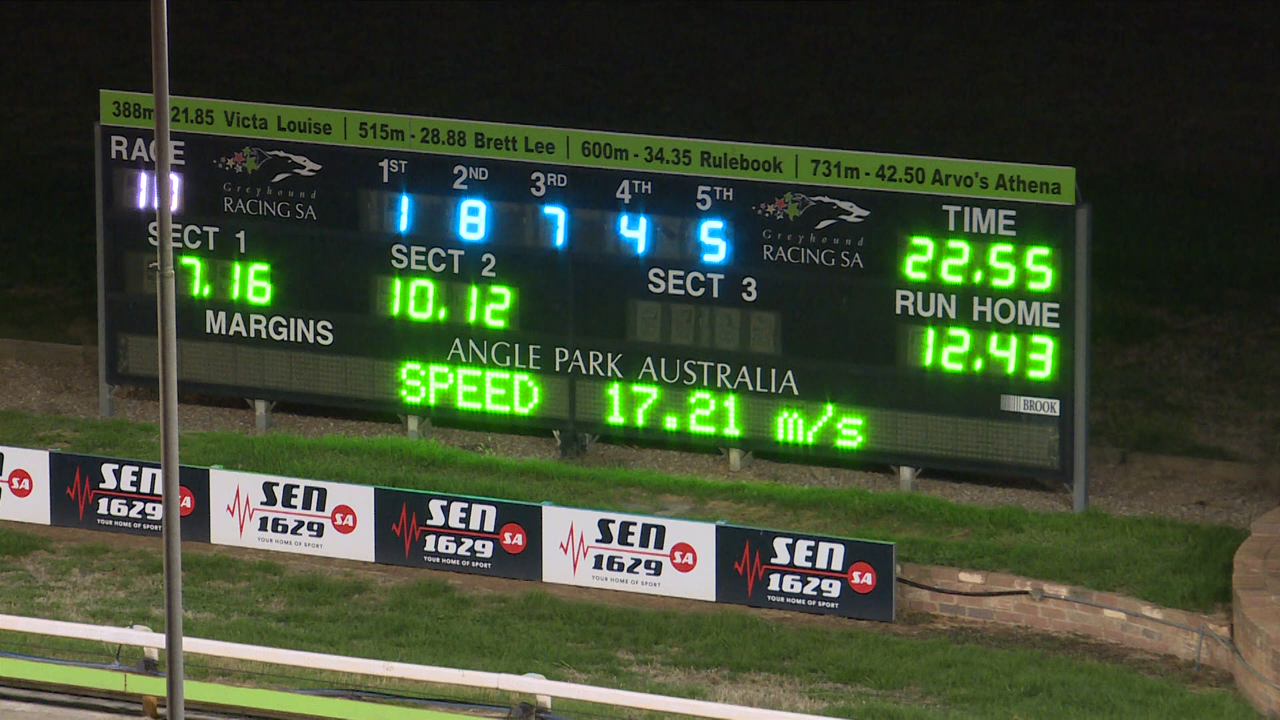 388m 21.85 Victa Louise | 515m - 28.88 Brett Lee | 600m - 34.35 Rulebook | 731m - 42.50 Arvo's Athena
RACE
Greyhound
RACING SA
1ST 2ND 3RD 4TH 5TH
1 8 7 4 5
Greyhound
RACING SA
TIME
22.55
SECT 1
7.16
SECT 2
10.12
SECT 3
RUN HOME
12.43
MARGINS
ANGLE PARK AUSTRALIA
SPEED 17.21 m/s
BROOK
SA
SEN
1629
YOUR HOME OF SPORT
SEN
1629
SA
YOUR HOME OF SPORT
SEN
1629
SA
YOUR HOME OF SPORT
SEN
1629
SA
YOUR HOME OF SPORT
SEN
1629
SA
YOUR HOME OF SPORT